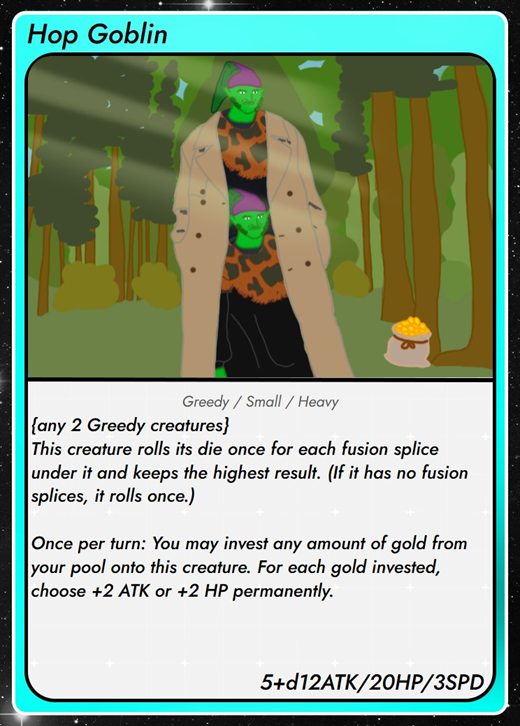 Hop Goblin
Greedy / Small / Heavy
{any 2 Greedy creatures}
This creature rolls its die once for each fusion splice
under it and keeps the highest result. (If it has no fusion
splices, it rolls once.)
Once per turn: You may invest any amount of gold from
your pool onto this creature. For each gold invested,
choose +2 ATK or +2 HP permanently.
5+d12ATK/20HP/3SPD